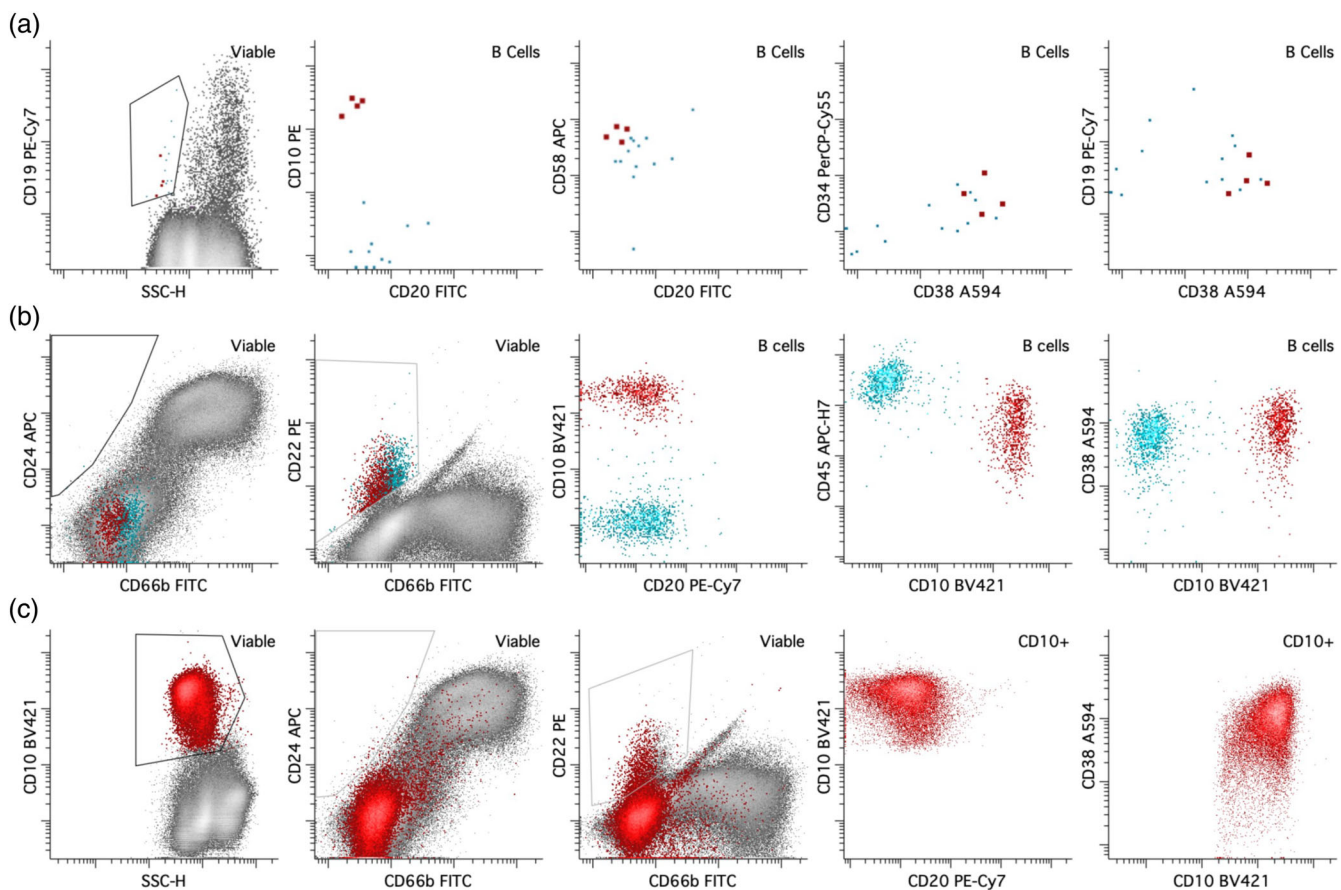 (a)
Viable
CD19 PE-Cy7
SSC-H
B Cells
CD10 PE
CD20 FITC
B Cells
CD58 APC
CD20 FITC
B Cells
CD34 PerCP-Cy55
CD38 A594
B Cells
CD19 PE-Cy7
CD38 A594
(b)
Viable
CD24 APC
CD66b FITC
Viable
CD22 PE
CD66b FITC
B cells
CD10 BV421
CD20 PE-Cy7
B cells
CD45 APC-H7
CD10 BV421
B cells
CD38 A594
CD10 BV421
(c)
Viable
CD10 BV421
SSC-H
Viable
CD24 APC
CD66b FITC
Viable
CD22 PE
CD66b FITC
CD10+
CD10 BV421
CD20 PE-Cy7
CD10+
CD38 A594
CD10 BV421